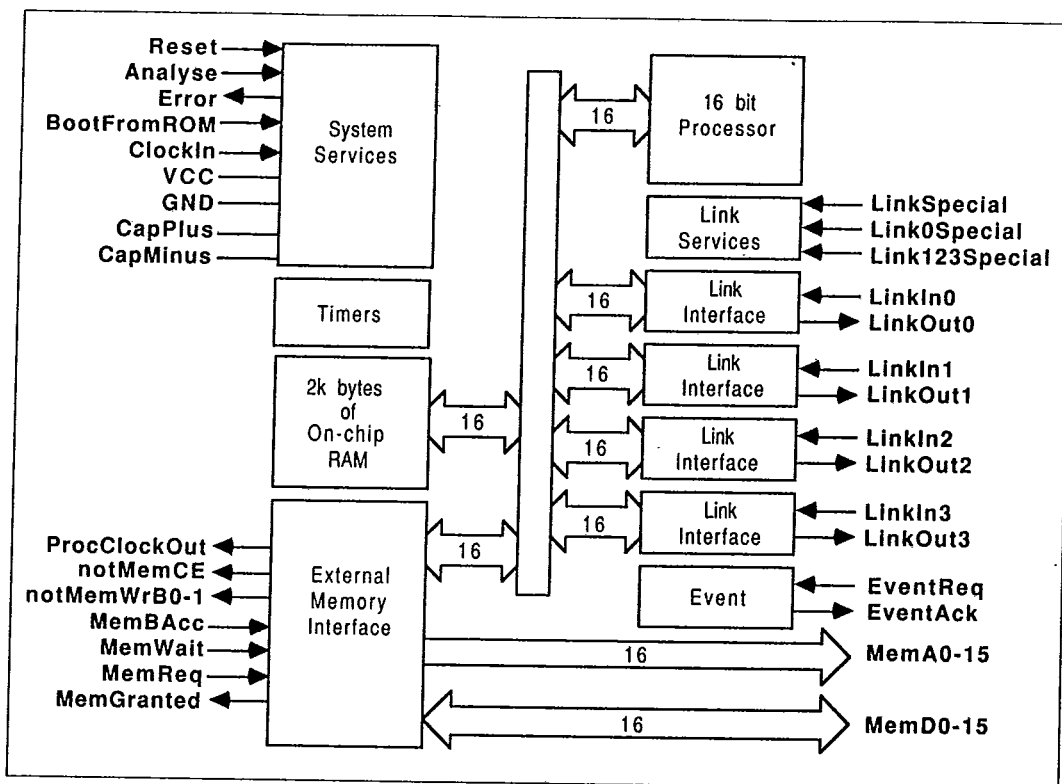 Reset
Analyse
Error
BootFromROM
ClockIn
VCC
GND
CapPlus
CapMinus
System
Services
16
16 bit
Processor
Link
Services
LinkSpecial
Link0Special
Link123Special
Timers
16
Link
Interface
LinkIn0
LinkOut0
2k bytes
of
On-chip
RAM
16
16
Link
Interface
LinkIn1
LinkOut1
16
Link
Interface
LinkIn2
LinkOut2
16
Link
Interface
LinkIn3
LinkOut3
ProcClockOut
notMemCE
notMemWrB0-1
MemBAcc
MemWait
MemReq
MemGranted
External
Memory
Interface
16
Event
EventReq
EventAck
16
MemA0-15
16
MemD0-15